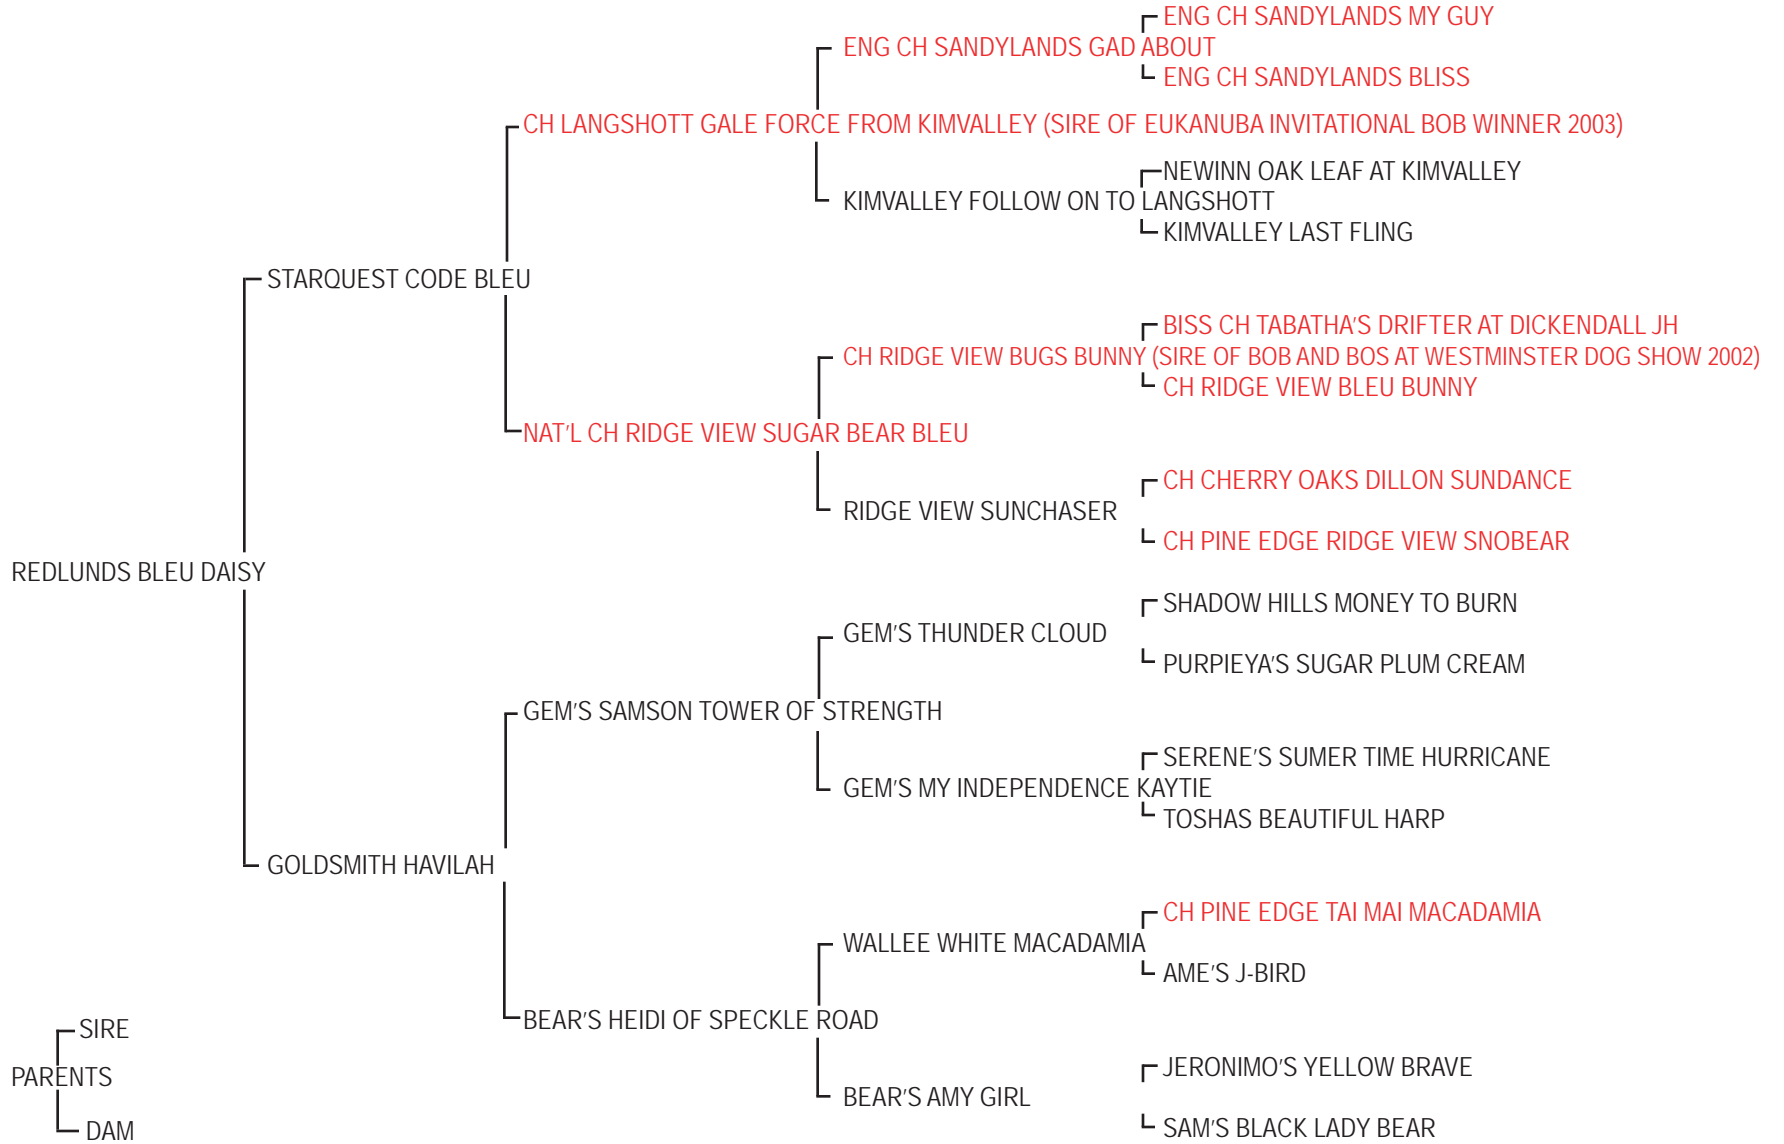 ENG CH SANDYLANDS MY GUY
ENG CH SANDYLANDS GAD ABOUT
ENG CH SANDYLANDS BLISS
CH LANGSHOTT GALE FORCE FROM KIMVALLEY (SIRE OF EUKANUBA INVITATIONAL BOB WINNER 2003)
NEWINN OAK LEAF AT KIMVALLEY
KIMVALLEY FOLLOW ON TO LANGSHOTT
KIMVALLEY LAST FLING
STARQUEST CODE BLEU
BISS CH TABATHA'S DRIFTER AT DICKENDALL JH
CH RIDGE VIEW BUGS BUNNY (SIRE OF BOB AND BOS AT WESTMINSTER DOG SHOW 2002)
CH RIDGE VIEW BLEU BUNNY
NAT'L CH RIDGE VIEW SUGAR BEAR BLEU
CH CHERRY OAKS DILLON SUNDANCE
RIDGE VIEW SUNCHASER
CH PINE EDGE RIDGE VIEW SNOBEAR
REDLUNDS BLEU DAISY
SHADOW HILLS MONEY TO BURN
GEM'S THUNDER CLOUD
PURPIEYA'S SUGAR PLUM CREAM
GEM'S SAMSON TOWER OF STRENGTH
SERENE'S SUMER TIME HURRICANE
GEM'S MY INDEPENDENCE KAYTIE
TOSHAS BEAUTIFUL HARP
GOLDSMITH HAVILAH
CH PINE EDGE TAI MAI MACADAMIA
WALLEE WHITE MACADAMIA
AME'S J-BIRD
BEAR'S HEIDI OF SPECKLE ROAD
JERONIMO'S YELLOW BRAVE
BEAR'S AMY GIRL
SAM'S BLACK LADY BEAR
SIRE
PARENTS
DAM